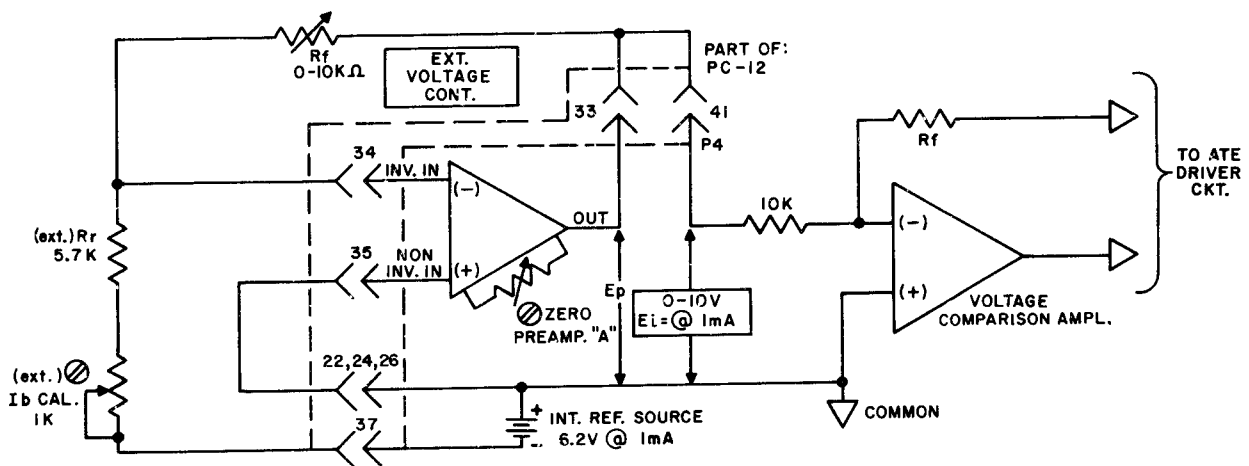 Rf
0-10KΩ
EXT.
VOLTAGE
CONT.
PART OF:
PC-12
33
41
P4
34
INV. IN
(-)
OUT
35
NON
INV. IN
(+)
(ext.) Rr
5.7K
Ep
0-10V
Ei = @ 1mA
ZERO
PREAMP. "A"
10K
Rf
(-)
(+)
VOLTAGE
COMPARISON AMPL.
TO ATE
DRIVER
CKT.
22,24,26
(ext.)
Ib CAL.
1K
37
+
-
INT. REF. SOURCE
6.2V @ 1mA
COMMON